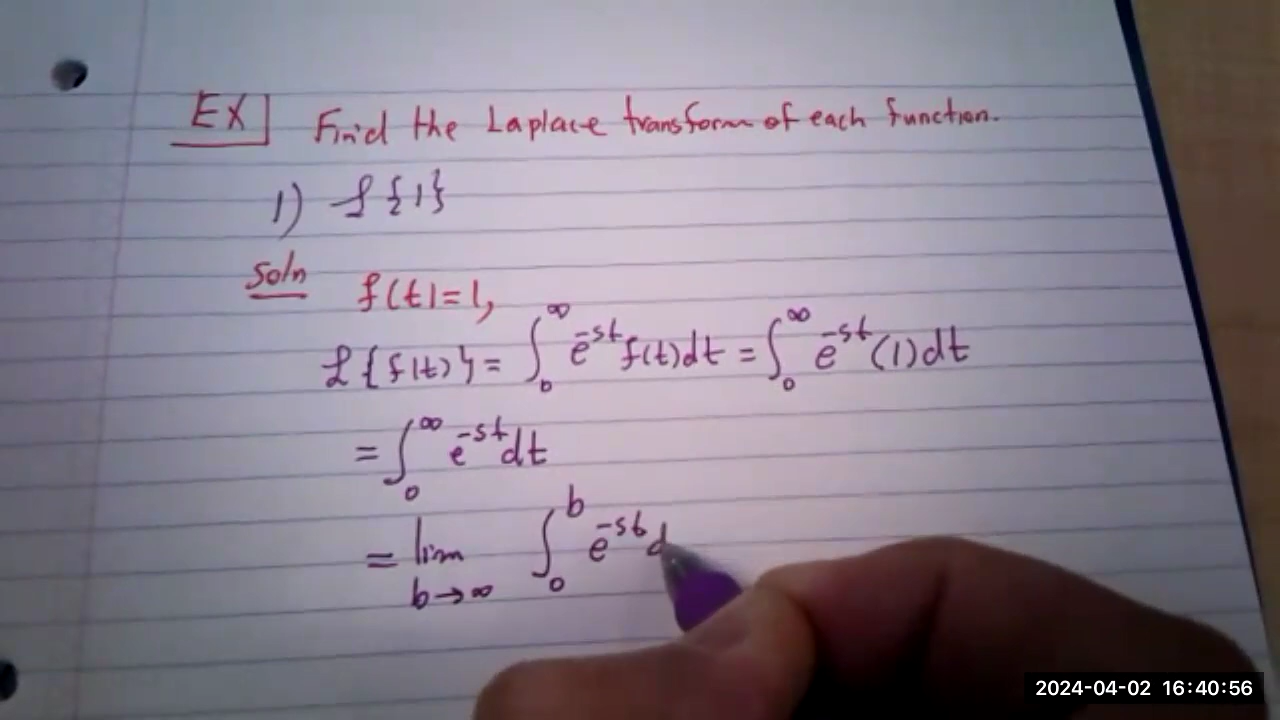 EX] Find the Laplace transform of each function.
1) ℒ{1}
Soln f(t)=1,
ℒ{f(t)} = ∫₀^∞ e^-st f(t)dt = ∫₀^∞ e^-st (1)dt
= ∫₀^∞ e^-st dt
= lim b→∞ ∫₀^b e^-st d
2024-04-02 16:40:56